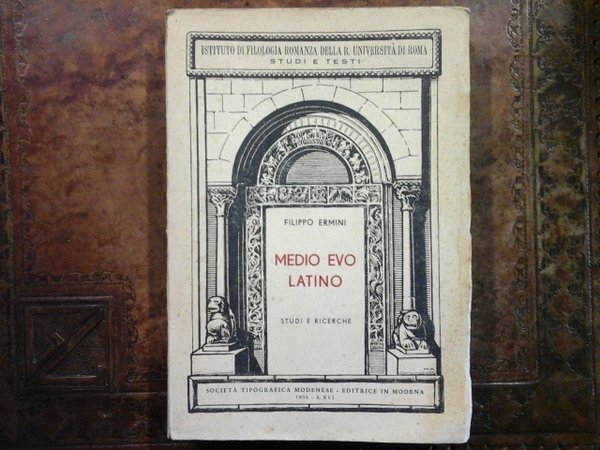 ISTITUTO DI FILOLOGIA ROMANZA DELLA R. UNIVERSITÀ DI ROMA
STUDI E TESTI
FILIPPO ERMINI
MEDIO EVO
LATINO
STUDI E RICERCHE
SOCIETÀ TIPOGRAFICA MODENESE - EDITRICE IN MODENA
1938 - A. XVI